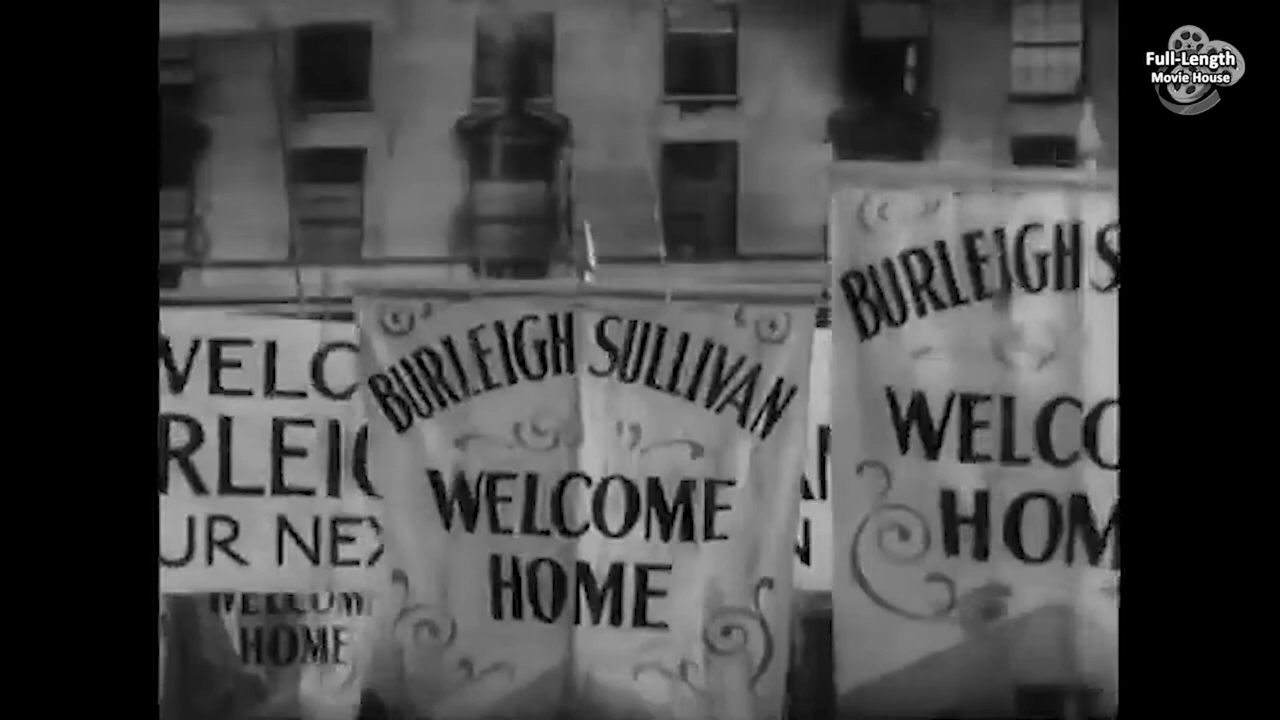 Full-Length
Movie House
BURLEIGH SULLIVAN
WELCOME
HOME
BURLEIGH S
WELCO
HOM
WELC
RLEIG
UR NEX
WELCOM
HOME